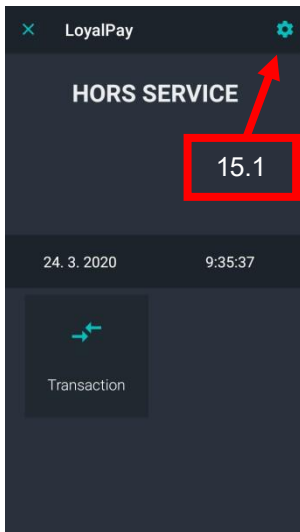 LoyalPay
HORS SERVICE
15.1
24. 3. 2020 9:35:37
Transaction